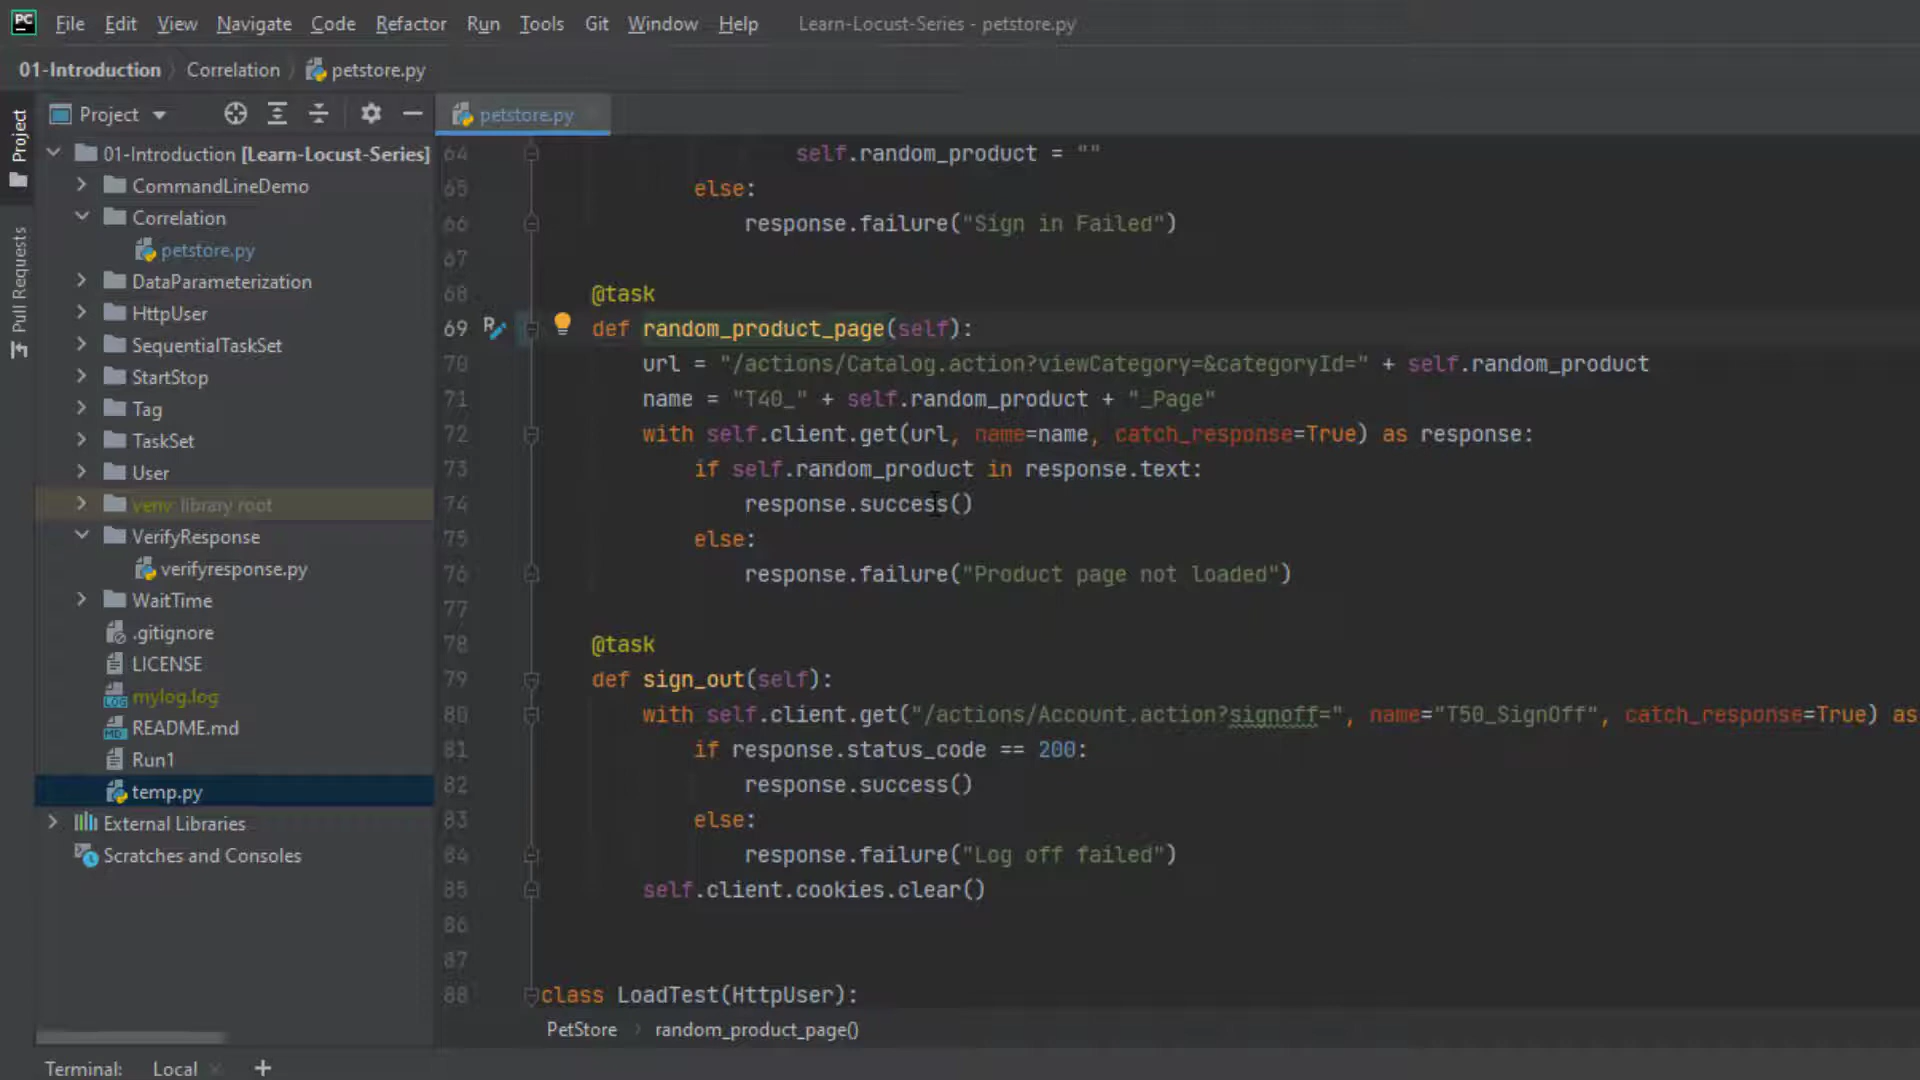 PC File Edit View Navigate Code Refactor Run Tools Git Window Help Learn-Locust-Series - petstore.py
01-Introduction Correlation petstore.py
Project
Pull Requests
Project
01-Introduction [Learn-Locust-Series]
CommandLineDemo
Correlation
petstore.py
DataParameterization
HttpUser
SequentialTaskSet
StartStop
Tag
TaskSet
User
venv library root
VerifyResponse
verifyresponse.py
WaitTime
.gitignore
LICENSE
mylog.log
README.md
Run1
temp.py
External Libraries
Scratches and Consoles
petstore.py
64 self.random_product = ""
65 else:
66 response.failure("Sign in Failed")
67
68 @task
69 def random_product_page(self):
70 url = "/actions/Catalog.action?viewCategory=&categoryId=" + self.random_product
71 name = "T40_" + self.random_product + "_Page"
72 with self.client.get(url, name=name, catch_response=True) as response:
73 if self.random_product in response.text:
74 response.success()
75 else:
76 response.failure("Product page not loaded")
77
78 @task
79 def sign_out(self):
80 with self.client.get("/actions/Account.action?signoff=", name="T50_SignOff", catch_response=True) as
81 if response.status_code == 200:
82 response.success()
83 else:
84 response.failure("Log off failed")
85 self.client.cookies.clear()
86
87
88 class LoadTest(HttpUser):
PetStore random_product_page()
Terminal: Local +